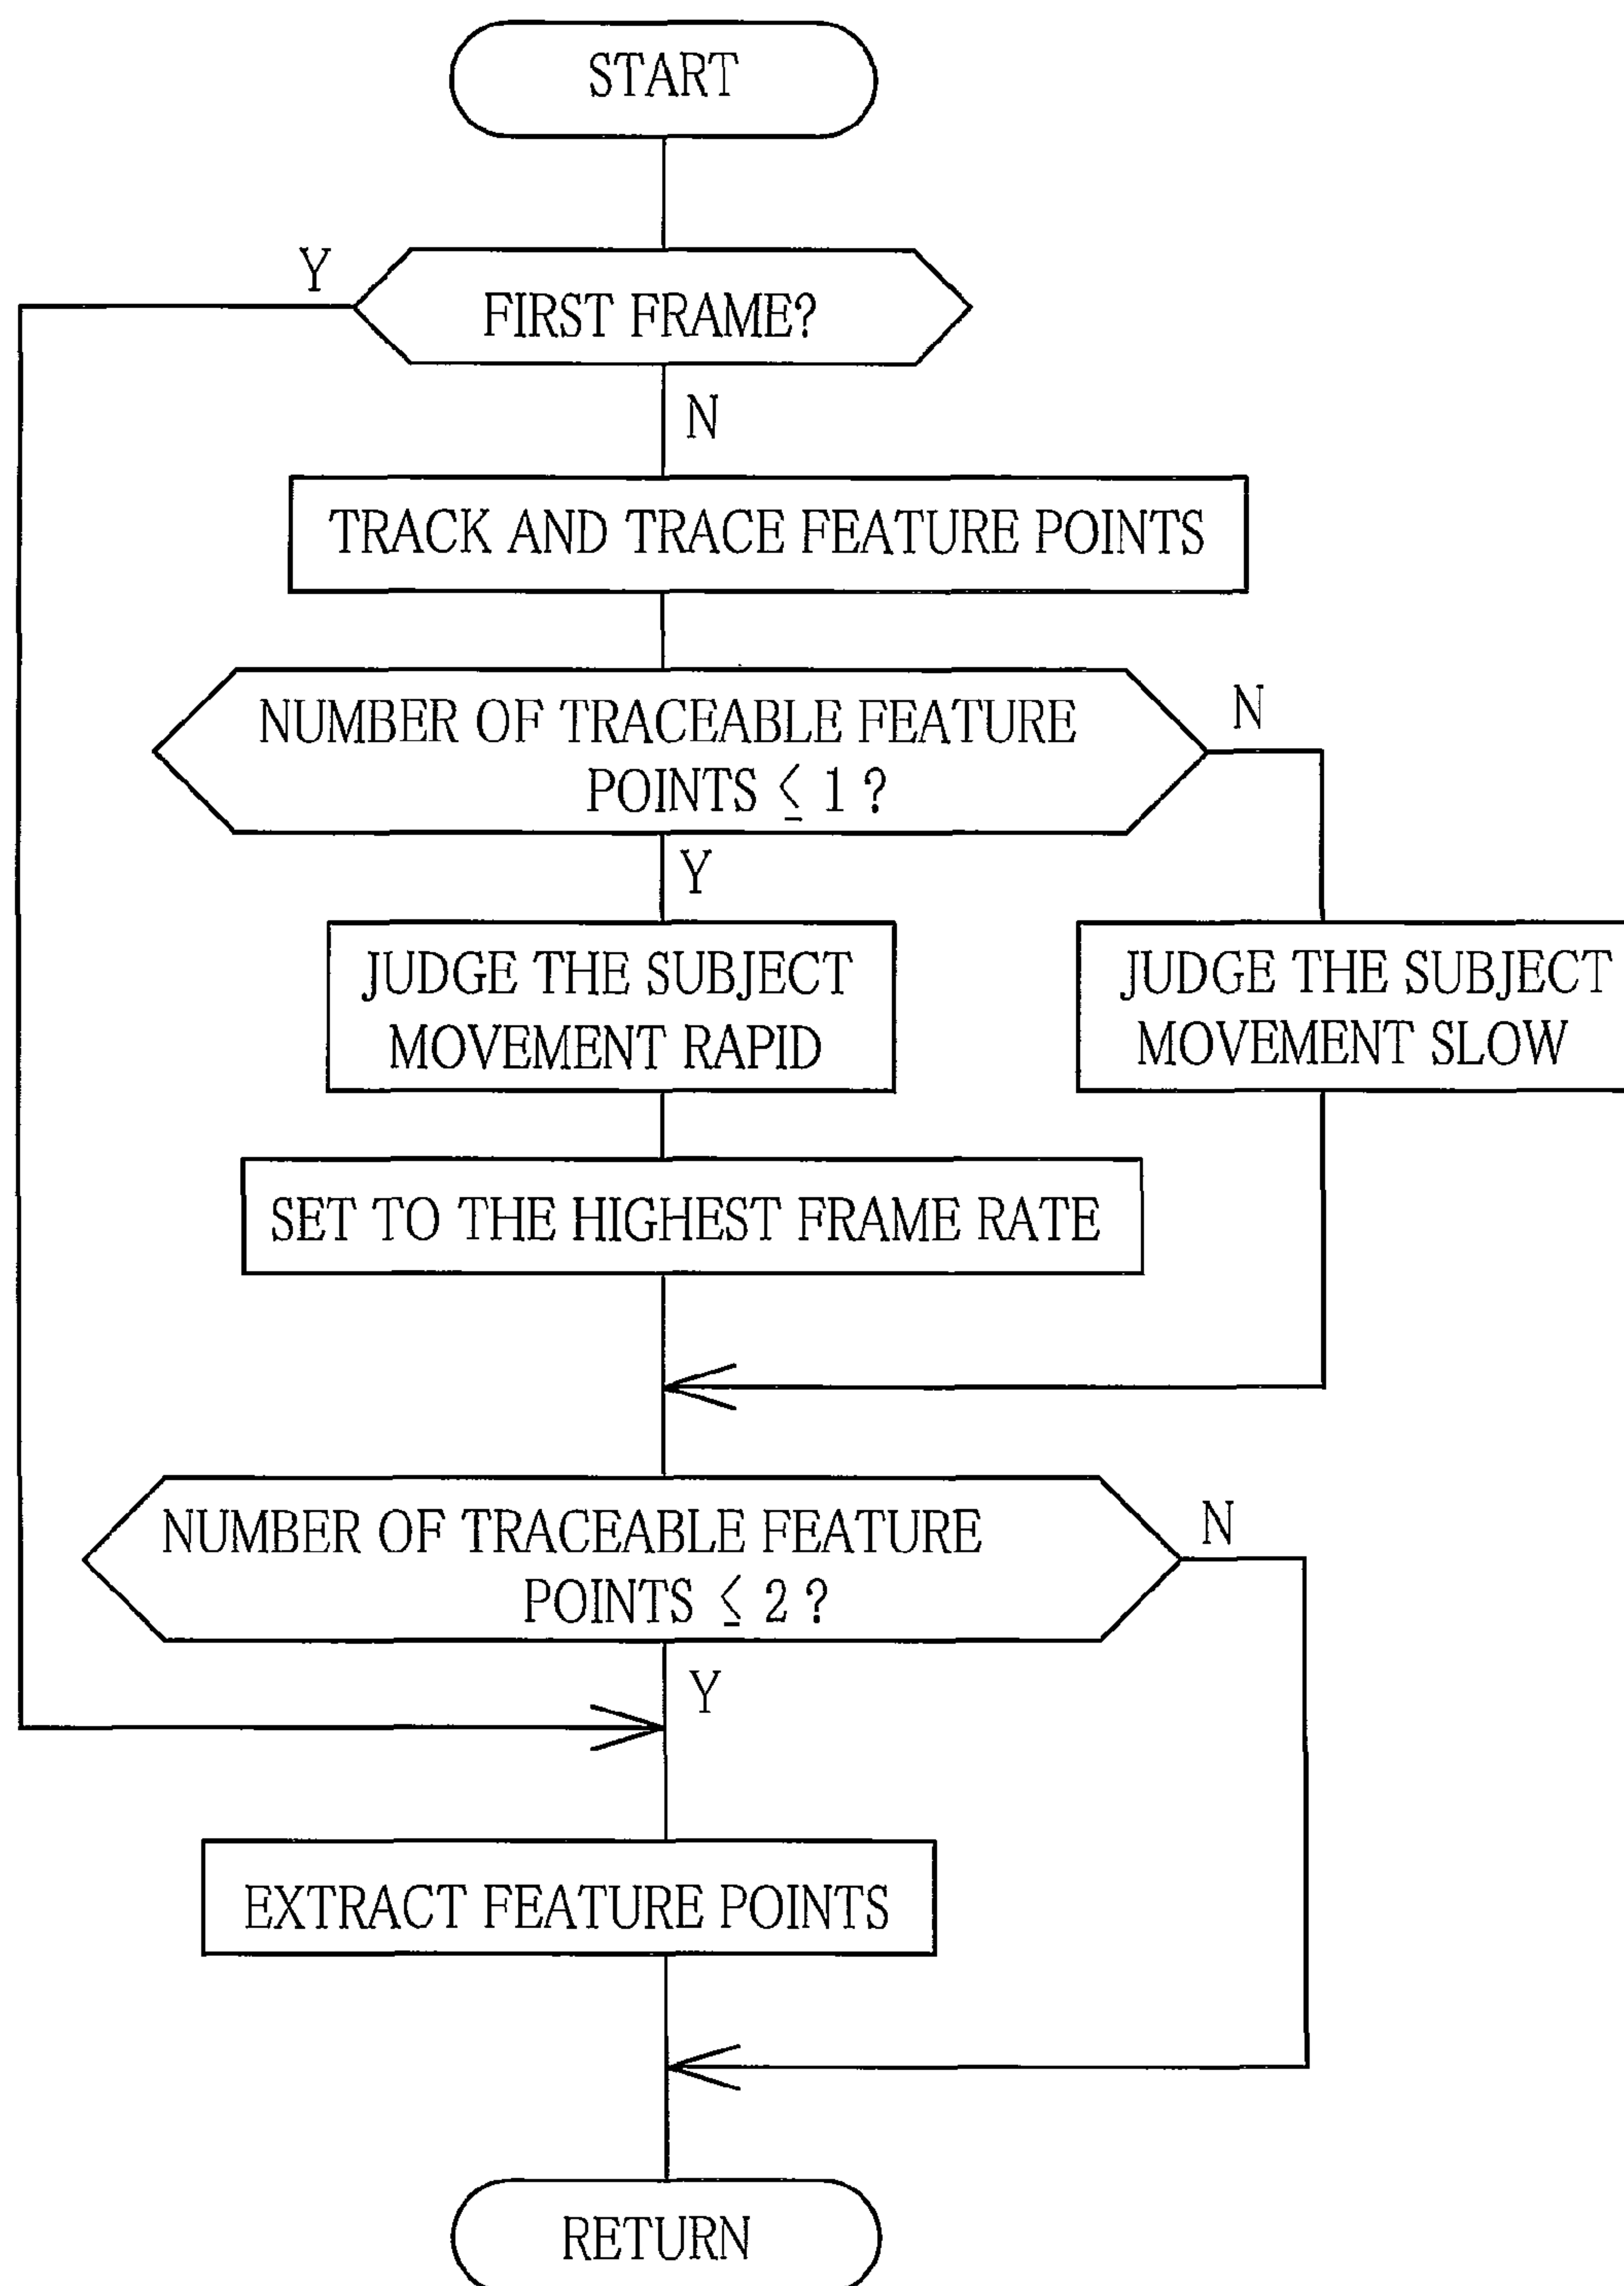 START
Y
FIRST FRAME?
N
TRACK AND TRACE FEATURE POINTS
NUMBER OF TRACEABLE FEATURE
POINTS ≤ 1 ?
N
Y
JUDGE THE SUBJECT
MOVEMENT RAPID
JUDGE THE SUBJECT
MOVEMENT SLOW
SET TO THE HIGHEST FRAME RATE
NUMBER OF TRACEABLE FEATURE
POINTS ≤ 2 ?
N
Y
EXTRACT FEATURE POINTS
RETURN